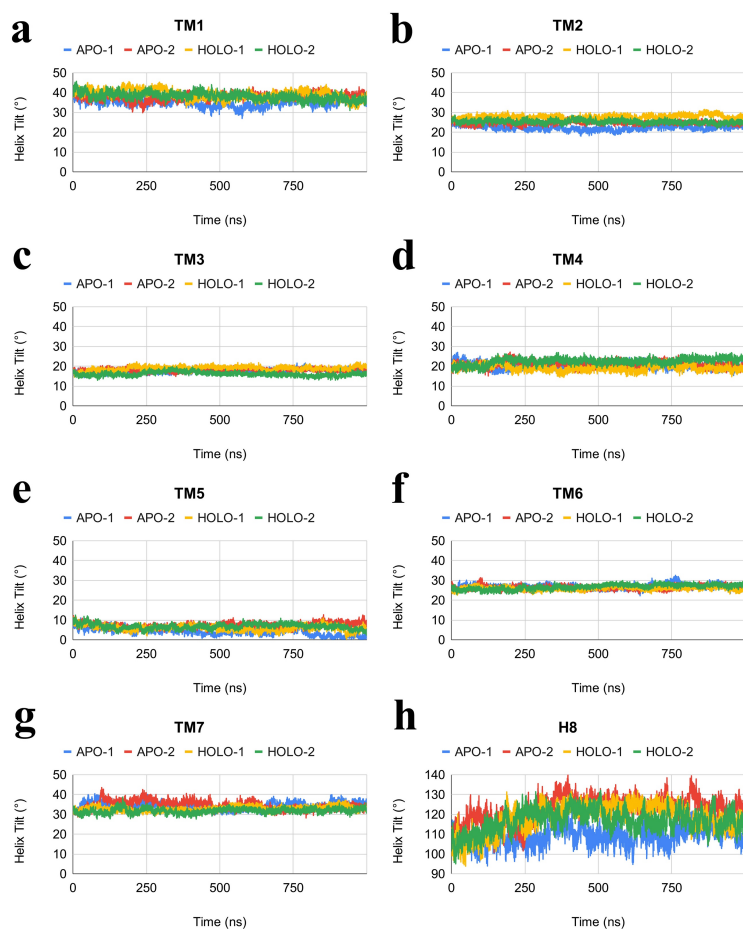 a
TM1
APO-1 APO-2 HOLO-1 HOLO-2
Helix Tilt (°)
50
40
30
20
10
0
0 250 500 750
Time (ns)
b
TM2
APO-1 APO-2 HOLO-1 HOLO-2
Helix Tilt (°)
50
40
30
20
10
0
0 250 500 750
Time (ns)
c
TM3
APO-1 APO-2 HOLO-1 HOLO-2
Helix Tilt (°)
50
40
30
20
10
0
0 250 500 750
Time (ns)
d
TM4
APO-1 APO-2 HOLO-1 HOLO-2
Helix Tilt (°)
50
40
30
20
10
0
0 250 500 750
Time (ns)
e
TM5
APO-1 APO-2 HOLO-1 HOLO-2
Helix Tilt (°)
50
40
30
20
10
0
0 250 500 750
Time (ns)
f
TM6
APO-1 APO-2 HOLO-1 HOLO-2
Helix Tilt (°)
50
40
30
20
10
0
0 250 500 750
Time (ns)
g
TM7
APO-1 APO-2 HOLO-1 HOLO-2
Helix Tilt (°)
50
40
30
20
10
0
0 250 500 750
Time (ns)
h
H8
APO-1 APO-2 HOLO-1 HOLO-2
Helix Tilt (°)
140
130
120
110
100
90
0 250 500 750
Time (ns)